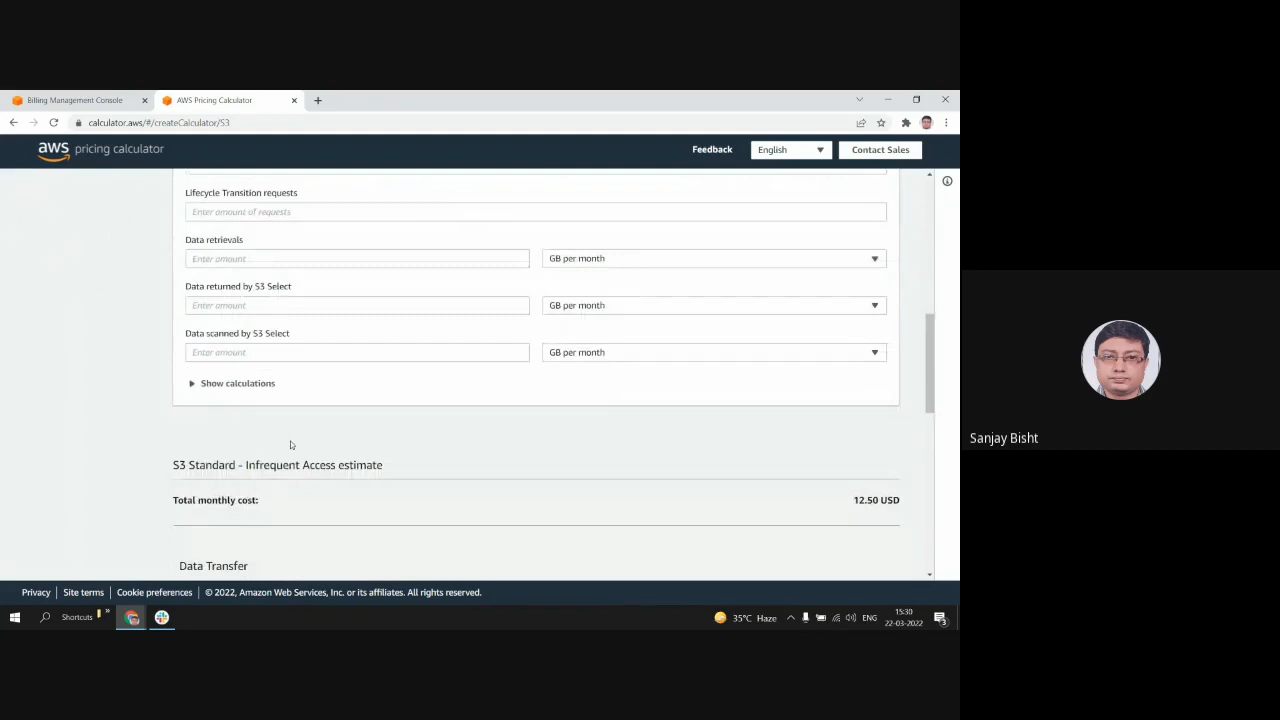 Billing Management Console
AWS Pricing Calculator
calculator.aws/#/createCalculator/S3
aws pricing calculator
Feedback
English
Contact Sales
Lifecycle Transition requests
Enter amount of requests
Data retrievals
Enter amount
GB per month
Data returned by S3 Select
Enter amount
GB per month
Data scanned by S3 Select
Enter amount
GB per month
Show calculations
S3 Standard - Infrequent Access estimate
Total monthly cost:
12.50 USD
Data Transfer
Privacy
Site terms
Cookie preferences
© 2022, Amazon Web Services, Inc. or its affiliates. All rights reserved.
Shortcuts
35°C Haze
ENG
15:30
22-03-2022
3
Sanjay Bisht